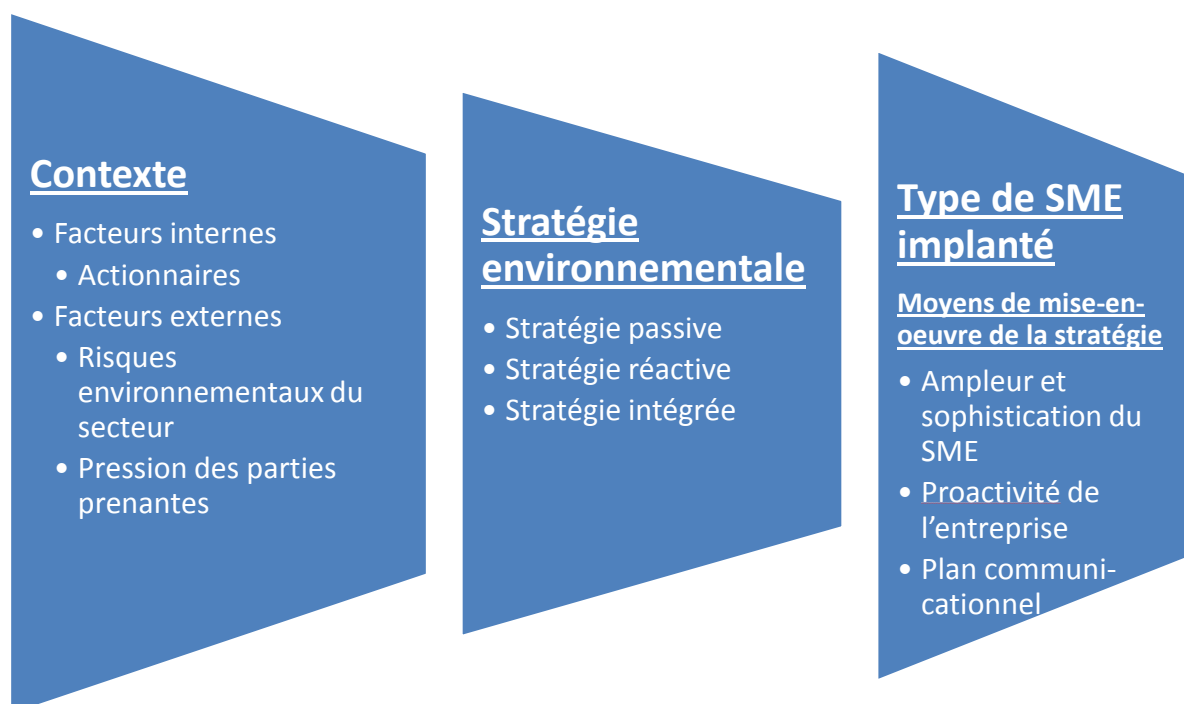 Contexte
• Facteurs internes
• Actionnaires
• Facteurs externes
• Risques
environnementaux du
secteur
• Pression des parties
prenantes
Stratégie
environnementale
• Stratégie passive
• Stratégie réactive
• Stratégie intégrée
Type de SME
implanté
Moyens de mise-en-
oeuvre de la stratégie
• Ampleur et
sophistication du
SME
• Proactivité de
l’entreprise
• Plan communi-
cationnel